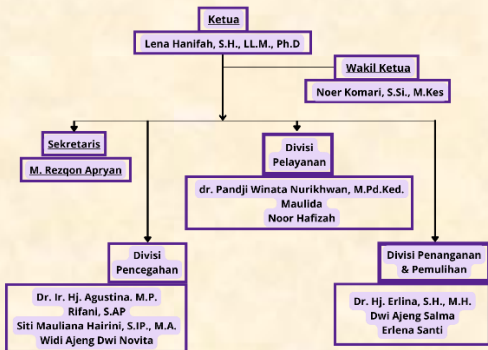 Ketua
Lena Hanifah, S.H., LL.M., Ph.D
Wakil Ketua
Noer Komari, S.Si., M.Kes
Sekretaris
M. Rezqon Apryan
Divisi
Pelayanan
dr. Pandji Winata Nurikhwan, M.Pd.Ked.
Maulida
Noor Hafizah
Divisi
Pencegahan
Dr. Ir. Hj. Agustina. M.P.
Rifani, S.AP
Siti Mauliana Hairini, S.IP., M.A.
Widi Ajeng Dwi Novita
Divisi Penanganan
& Pemulihan
Dr. Hj. Erlina, S.H., M.H.
Dwi Ajeng Salma
Erlena Santi